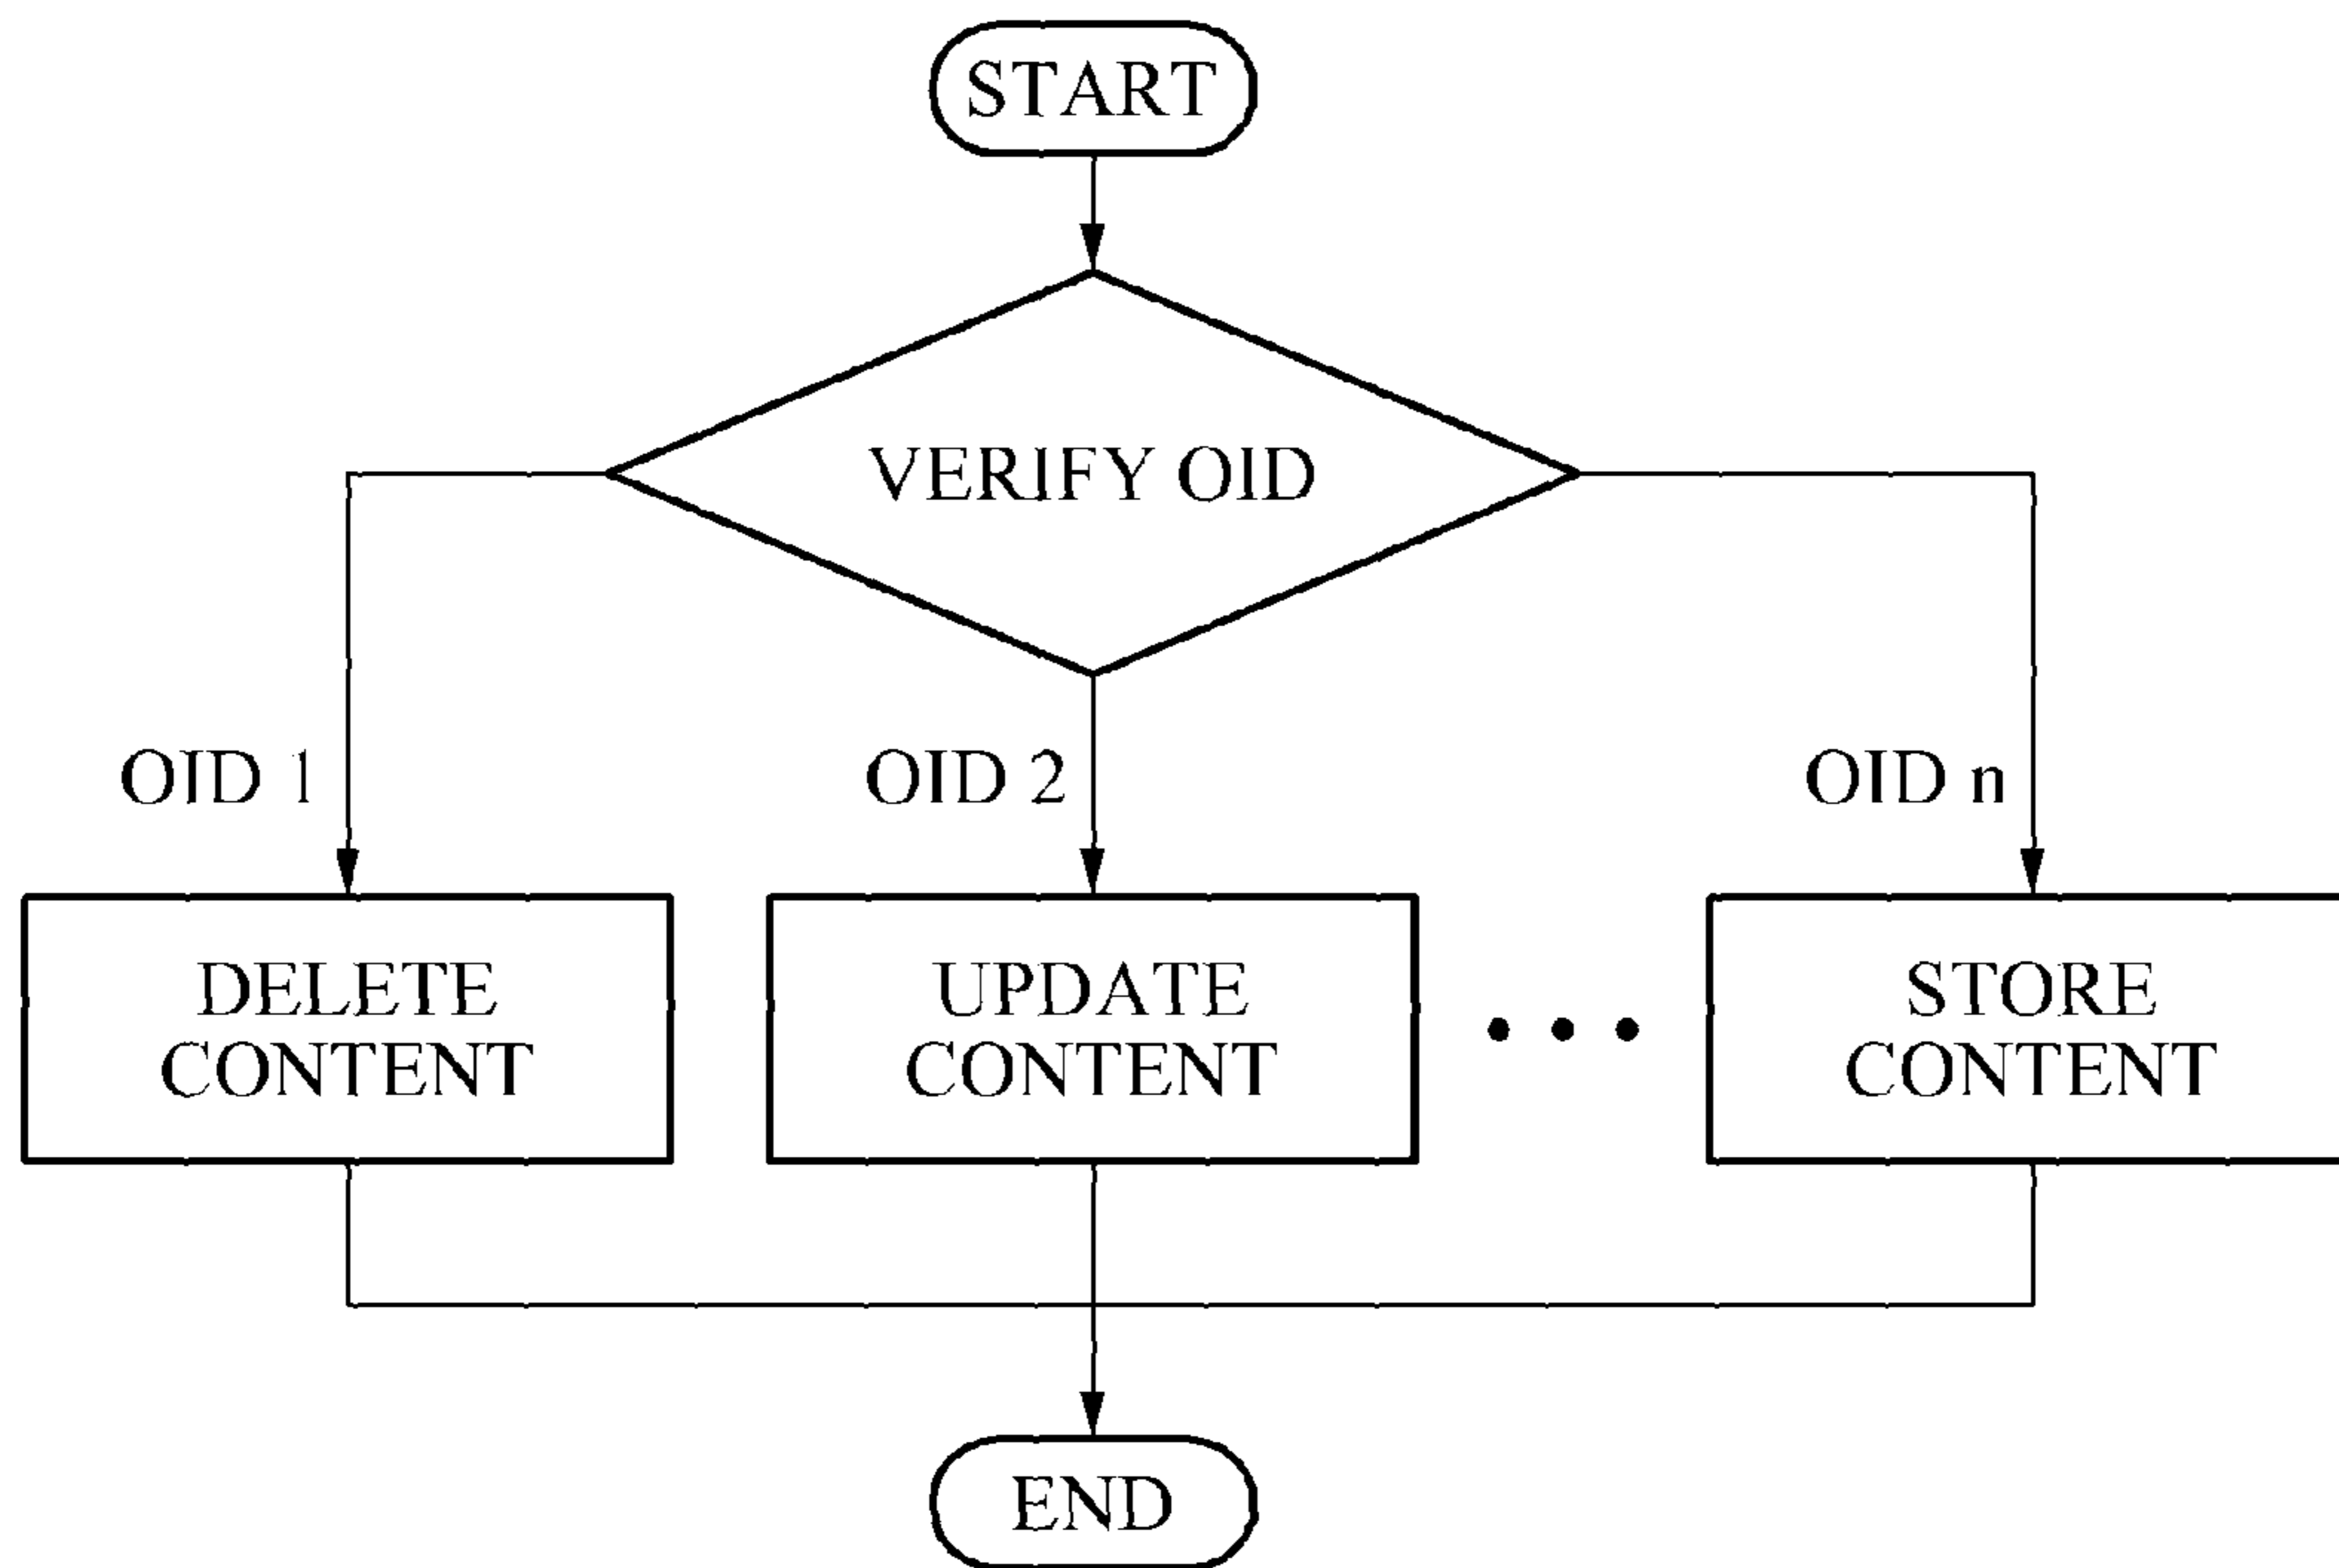 START
VERIFY OID
OID 1
OID 2
OID n
DELETE
CONTENT
UPDATE
CONTENT
STORE
CONTENT
END